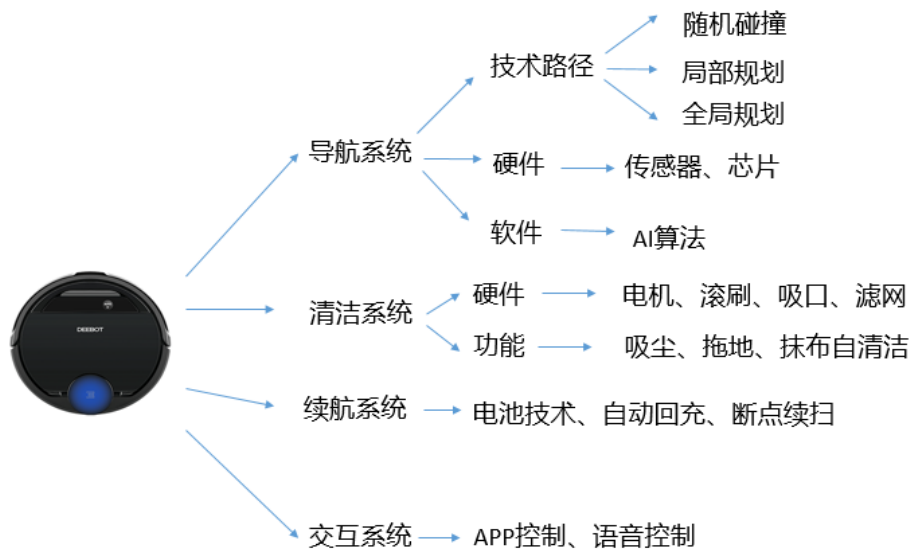 随机碰撞
技术路径
局部规划
全局规划
导航系统
硬件
传感器、芯片
软件
AI算法
DEEBOT
清洁系统
硬件
电机、滚刷、吸口、滤网
功能
吸尘、拖地、抹布自清洁
续航系统
电池技术、自动回充、断点续扫
交互系统
APP控制、语音控制